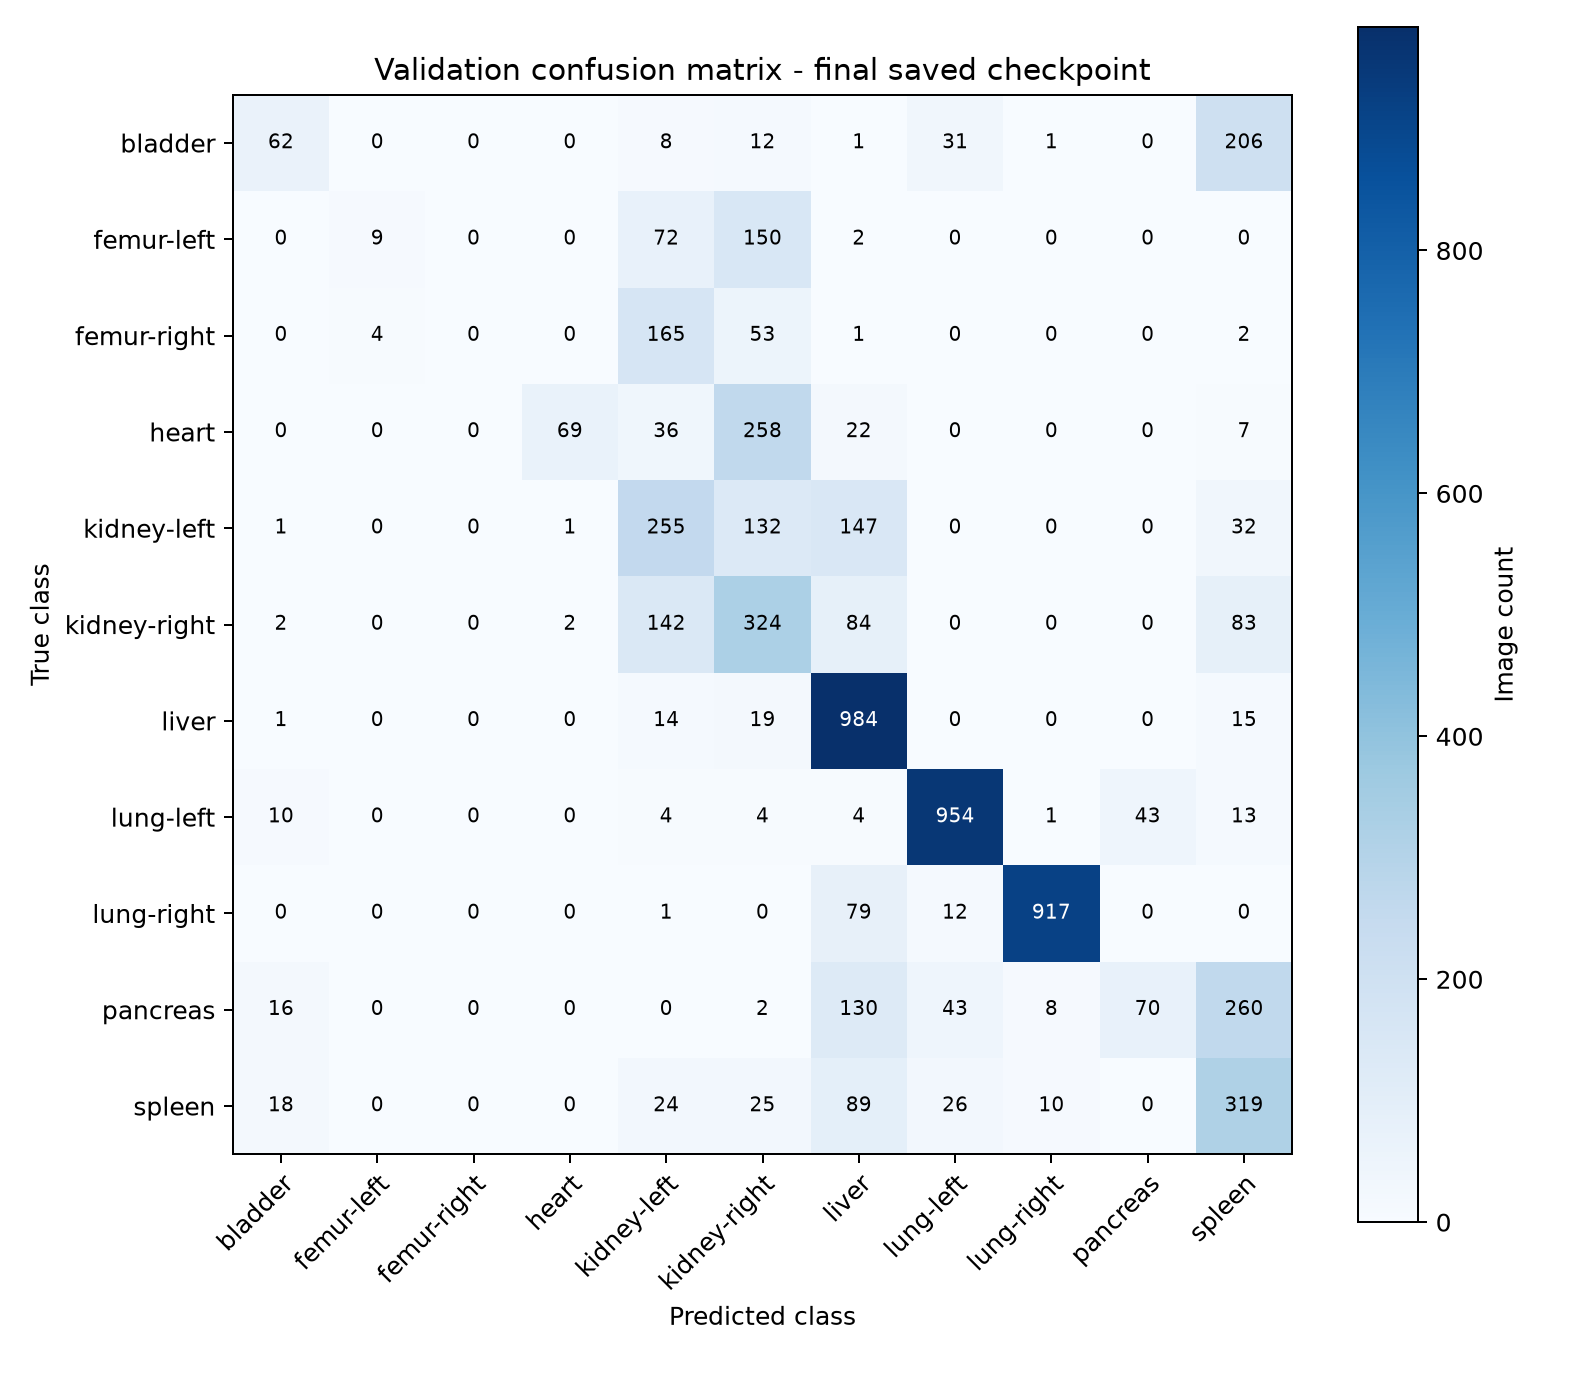 Validation confusion matrix - final saved checkpoint
bladder 62 0 0 0 8 12 1 31 1 0 206
femur-left 0 9 0 0 72 150 2 0 0 0 0
femur-right 0 4 0 0 165 53 1 0 0 0 2
heart 0 0 0 69 36 258 22 0 0 0 7
kidney-left 1 0 0 1 255 132 147 0 0 0 32
kidney-right 2 0 0 2 142 324 84 0 0 0 83
liver 1 0 0 0 14 19 984 0 0 0 15
lung-left 10 0 0 0 4 4 4 954 1 43 13
lung-right 0 0 0 0 1 0 79 12 917 0 0
pancreas 16 0 0 0 0 2 130 43 8 70 260
spleen 18 0 0 0 24 25 89 26 10 0 319
bladder femur-left femur-right heart kidney-left kidney-right liver lung-left lung-right pancreas spleen
Predicted class
True class
800
600
400
200
0
Image count